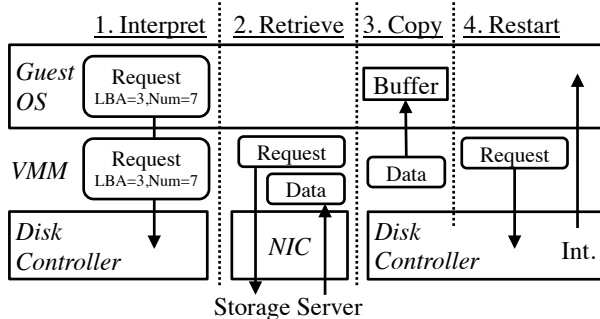 1. Interpret
2. Retrieve
3. Copy
4. Restart
Guest
OS
Request
LBA=3,Num=7
Buffer
VMM
Request
LBA=3,Num=7
Request
Data
Data
Request
Disk
Controller
NIC
Disk
Controller
Int.
Storage Server